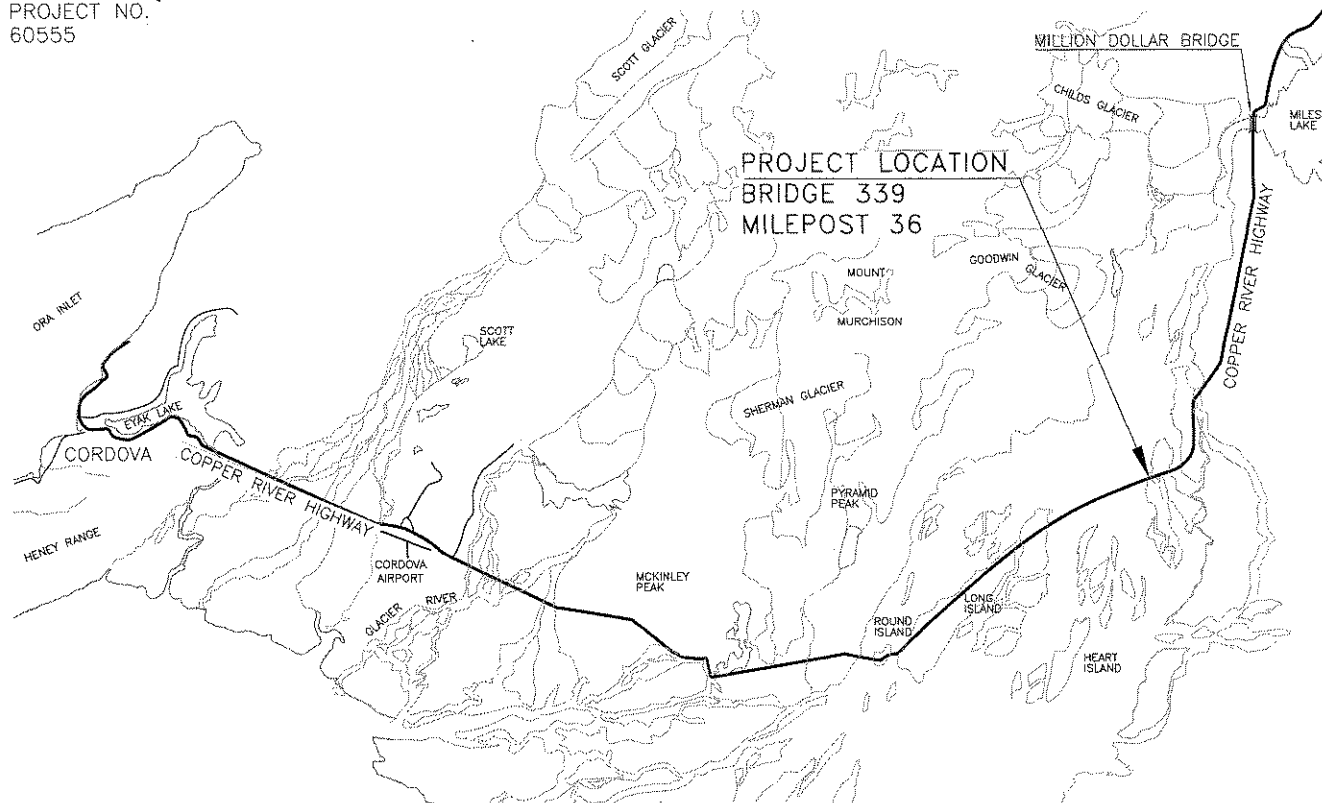 PROJECT NO.
60555
SCOTT GLACIER
MILLION DOLLAR BRIDGE
CHILDS GLACIER
MILES
LAKE
PROJECT LOCATION
BRIDGE 339
MILEPOST 36
COPPER RIVER HIGHWAY
GOODWIN
GLACIER
MOUNT
MURCHISON
ORA INLET
SCOTT
LAKE
SHERMAN GLACIER
EYAK LAKE
CORDOVA
COPPER RIVER HIGHWAY
PYRAMID
PEAK
HENEY RANGE
CORDOVA
AIRPORT
MCKINLEY
PEAK
GLACIER RIVER
LONG
ISLAND
ROUND
ISLAND
HEART
ISLAND